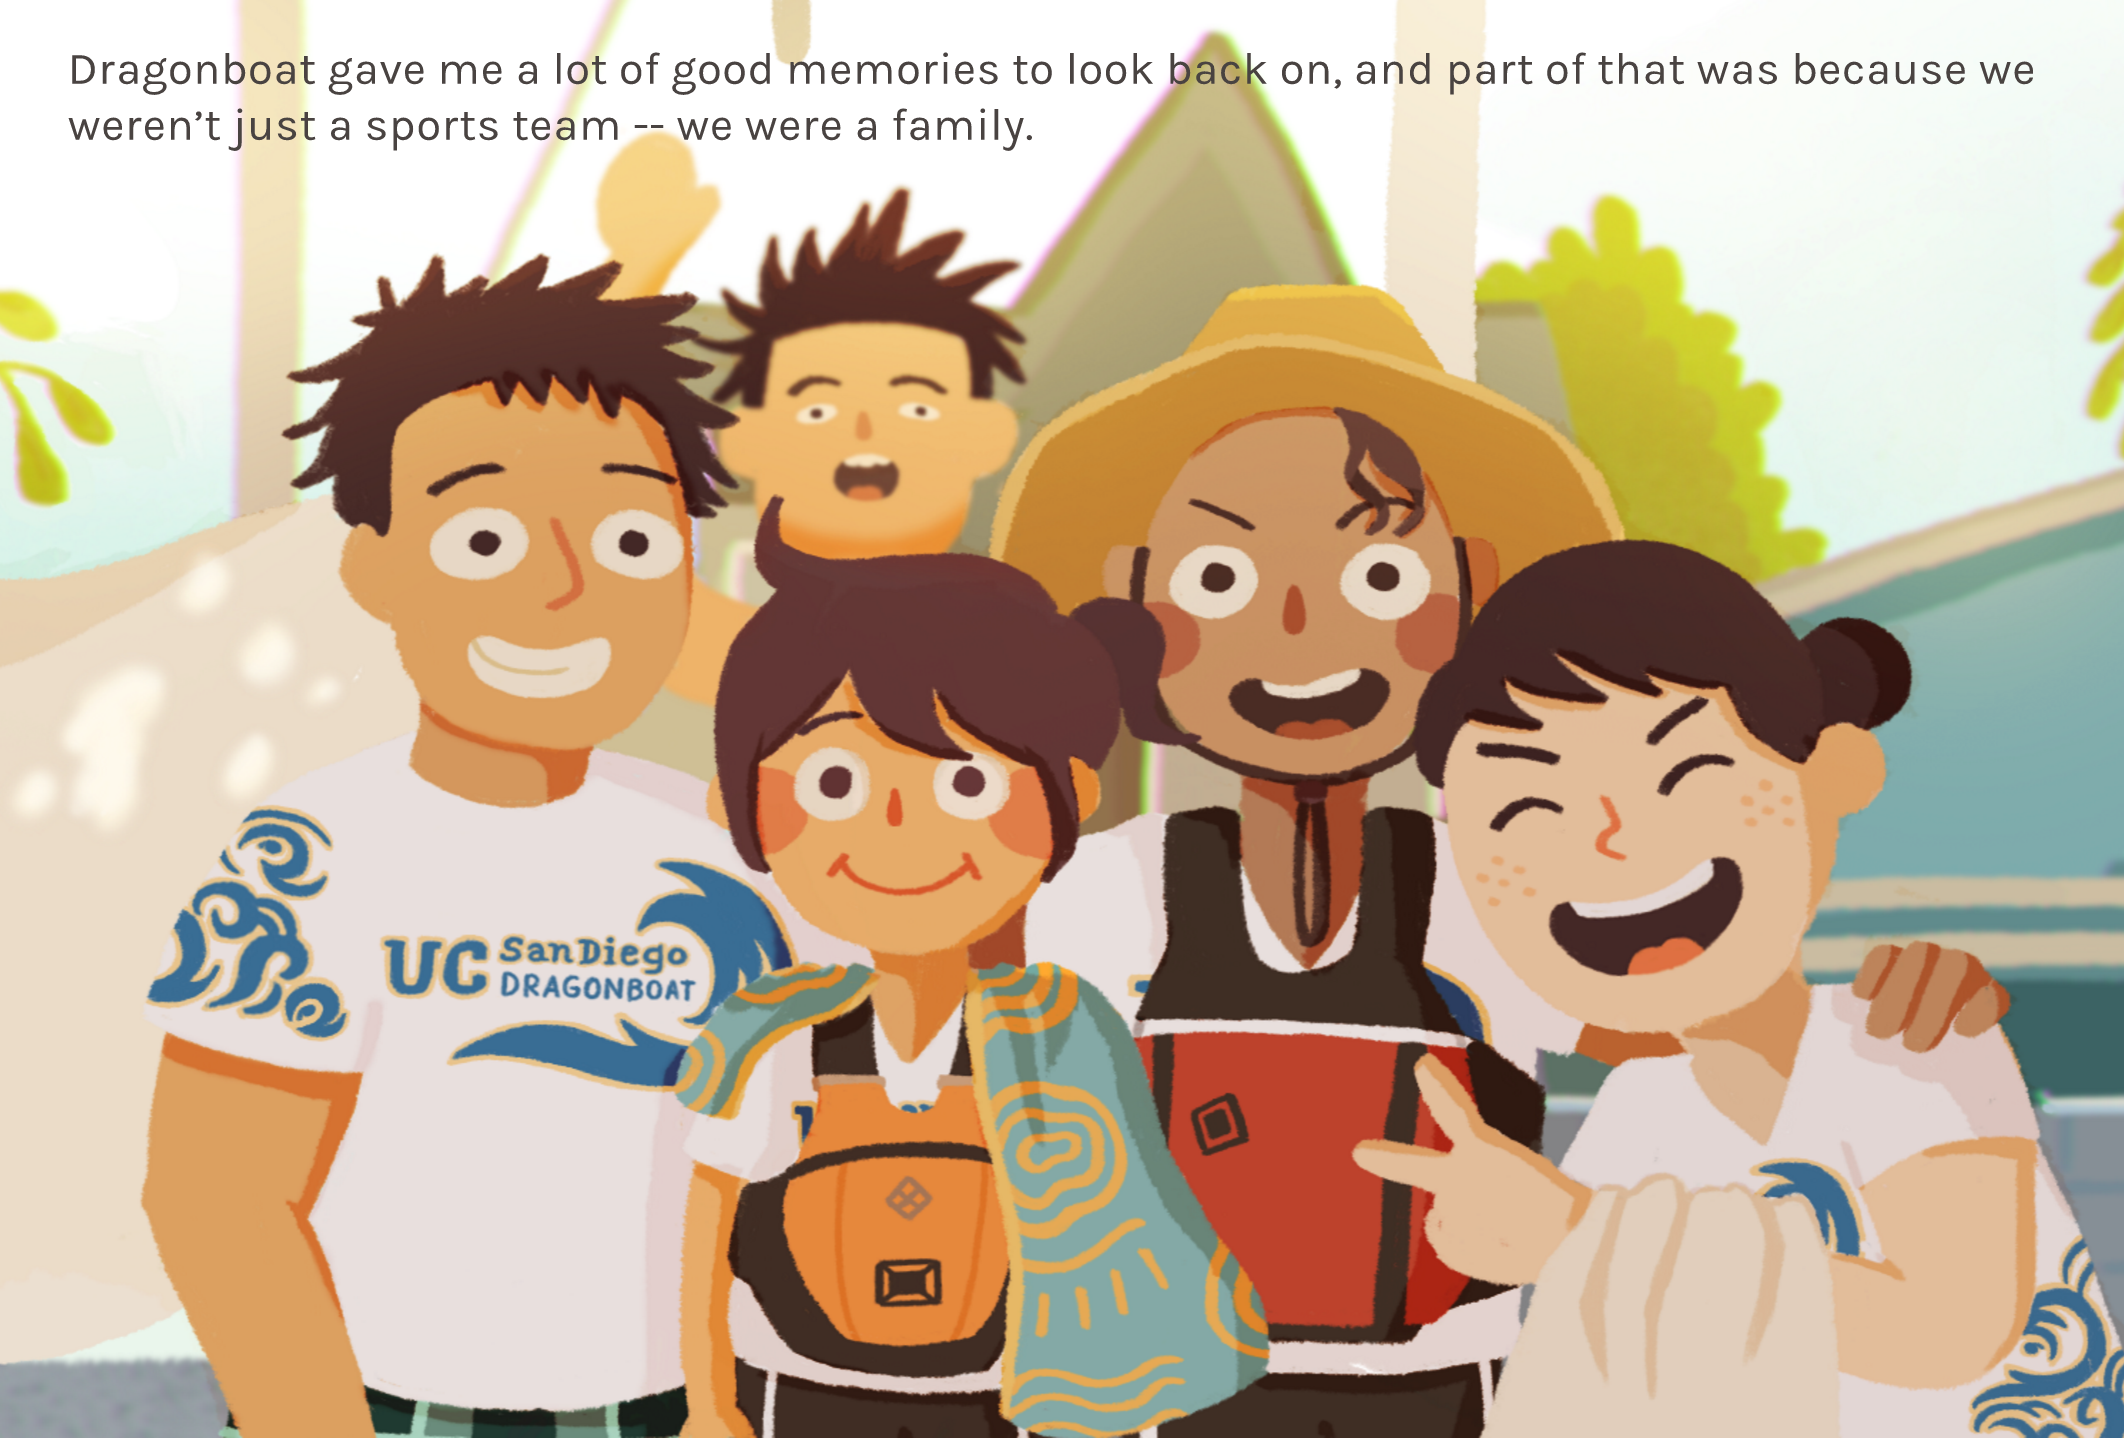 Dragonboat gave me a lot of good memories to look back on, and part of that was because we
weren’t just a sports team -- we were a family.
UC San Diego
DRAGONBOAT